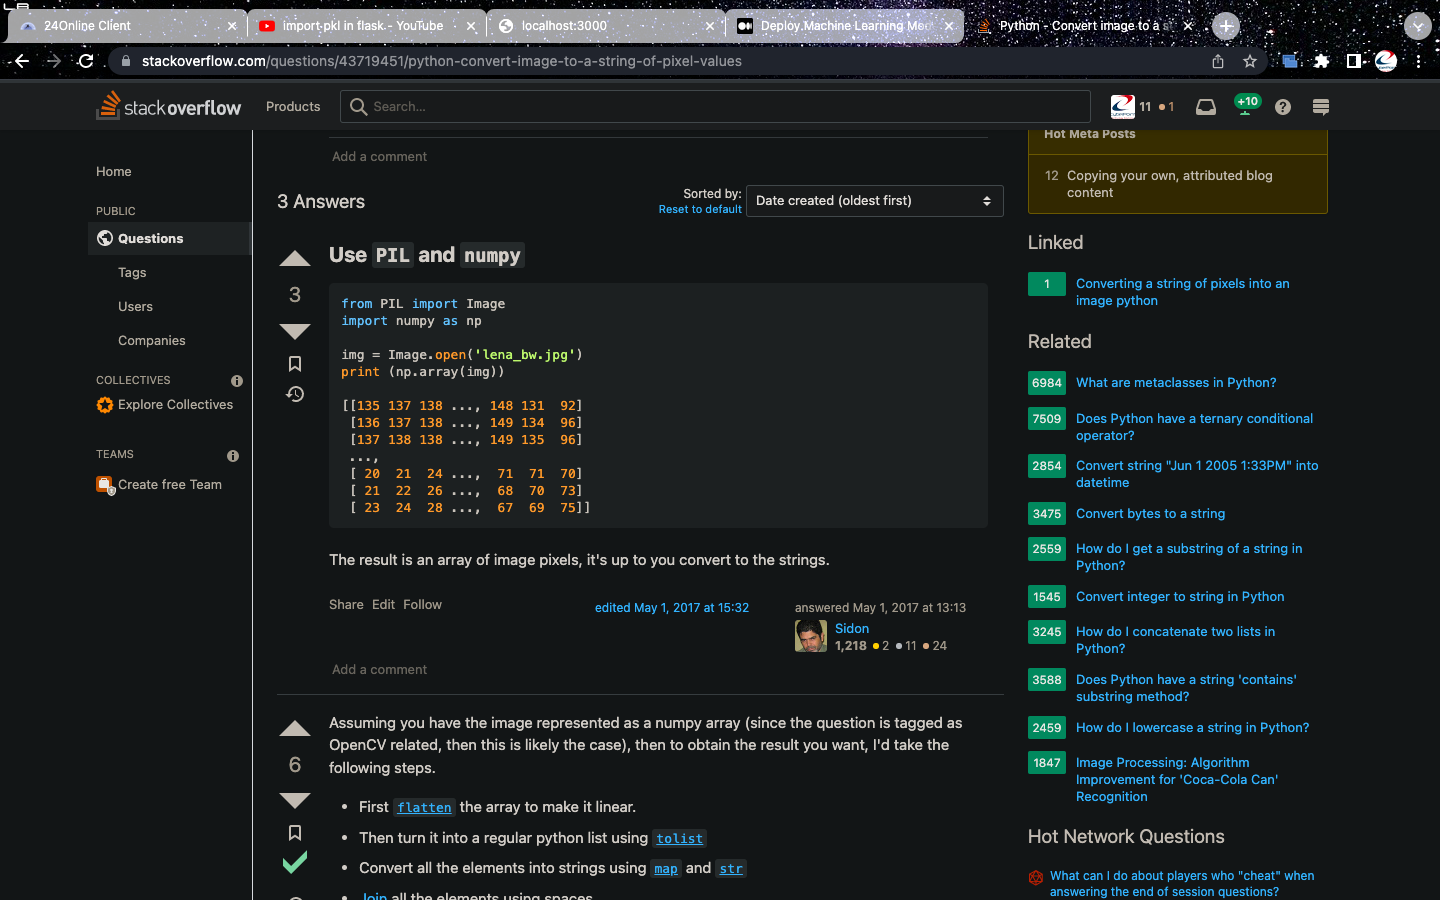 24Online Client
import pkl in flask - YouTube
localhost:3000
Deploy Machine Learning Mo
Python - Convert image to a s
stackoverflow.com/questions/43719451/python-convert-image-to-a-string-of-pixel-values
stack overflow
Products
Search...
11 1
+10
Home
PUBLIC
Questions
Tags
Users
Companies
COLLECTIVES
Explore Collectives
TEAMS
Create free Team
Add a comment
3 Answers
Sorted by:
Reset to default
Date created (oldest first)
3
Use PIL and numpy
from PIL import Image
import numpy as np
img = Image.open('lena_bw.jpg')
print (np.array(img))
[[135 137 138 ..., 148 131  92]
[136 137 138 ..., 149 134  96]
[137 138 138 ..., 149 135  96]
...,
[ 20  21  24 ...,  71  71  70]
[ 21  22  26 ...,  68  70  73]
[ 23  24  28 ...,  67  69  75]]
The result is an array of image pixels, it's up to you convert to the strings.
Share Edit Follow
edited May 1, 2017 at 15:32
answered May 1, 2017 at 13:13
Sidon
1,218 2 11 24
Add a comment
6
Assuming you have the image represented as a numpy array (since the question is tagged as
OpenCV related, then this is likely the case), then to obtain the result you want, I'd take the
following steps.
• First flatten the array to make it linear.
• Then turn it into a regular python list using tolist
• Convert all the elements into strings using map and str
• Join all the elements using spaces
Hot Meta Posts
12 Copying your own, attributed blog
content
Linked
1 Converting a string of pixels into an
image python
Related
6984 What are metaclasses in Python?
7509 Does Python have a ternary conditional
operator?
2854 Convert string "Jun 1 2005 1:33PM" into
datetime
3475 Convert bytes to a string
2559 How do I get a substring of a string in
Python?
1545 Convert integer to string in Python
3245 How do I concatenate two lists in
Python?
3588 Does Python have a string 'contains'
substring method?
2459 How do I lowercase a string in Python?
1847 Image Processing: Algorithm
Improvement for 'Coca-Cola Can'
Recognition
Hot Network Questions
What can I do about players who "cheat" when
answering the end of session questions?